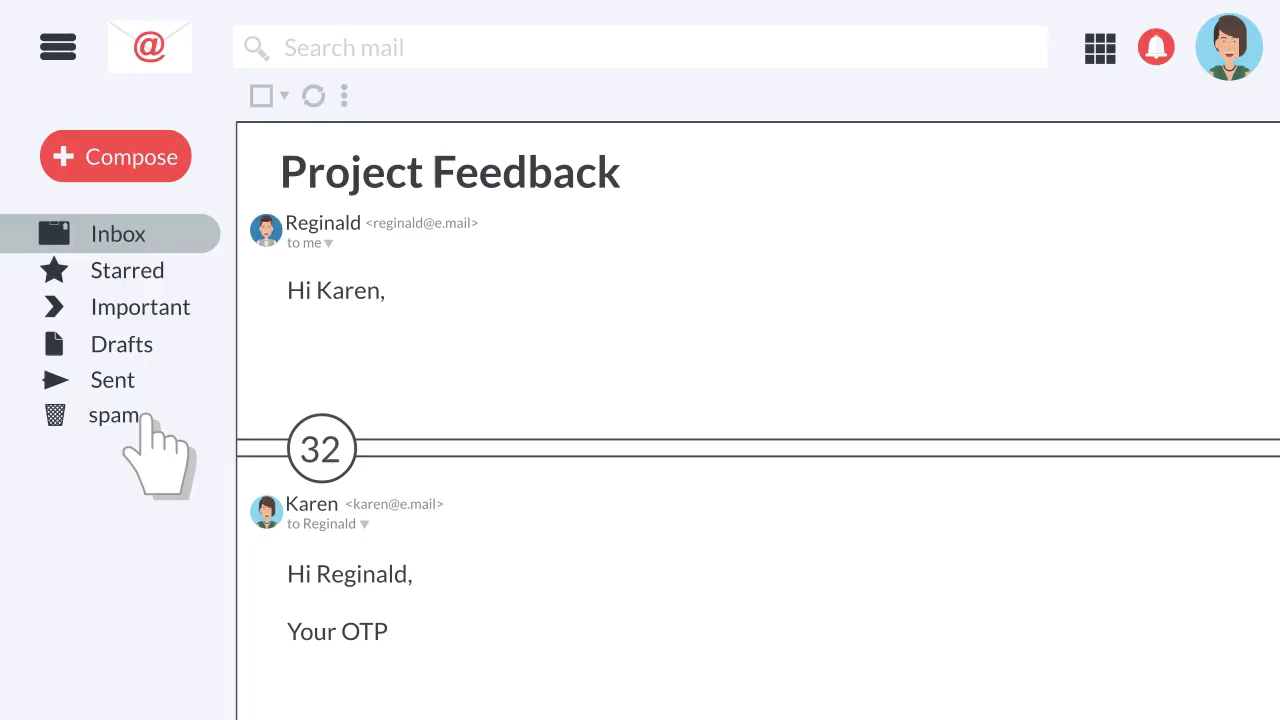 @
Search mail
Compose
Project Feedback
Inbox
Reginald <reginald@e.mail>
to me
Starred
Hi Karen,
Important
Drafts
Sent
spam
32
Karen <karen@e.mail>
to Reginald
Hi Reginald,
Your OTP